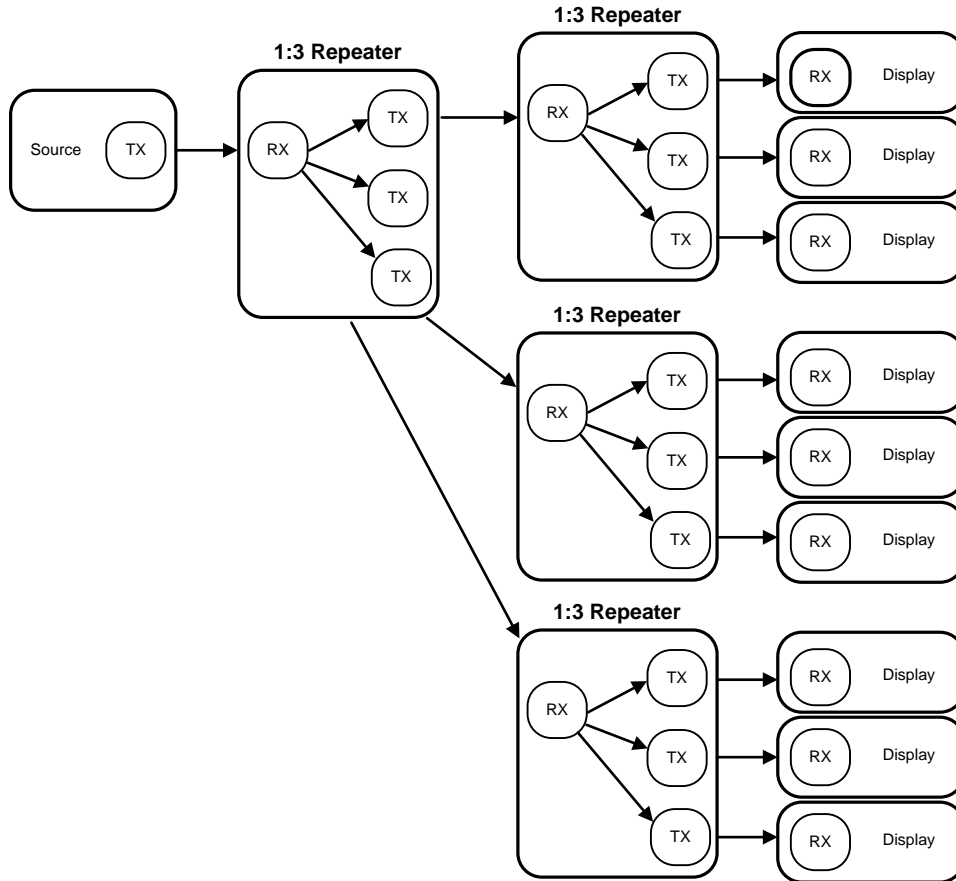 1:3 Repeater
1:3 Repeater
Source
TX
RX
TX
TX
TX
RX
TX
TX
TX
RX
Display
RX
Display
RX
Display
1:3 Repeater
RX
TX
TX
TX
RX
Display
RX
Display
RX
Display
1:3 Repeater
RX
TX
TX
TX
RX
Display
RX
Display
RX
Display